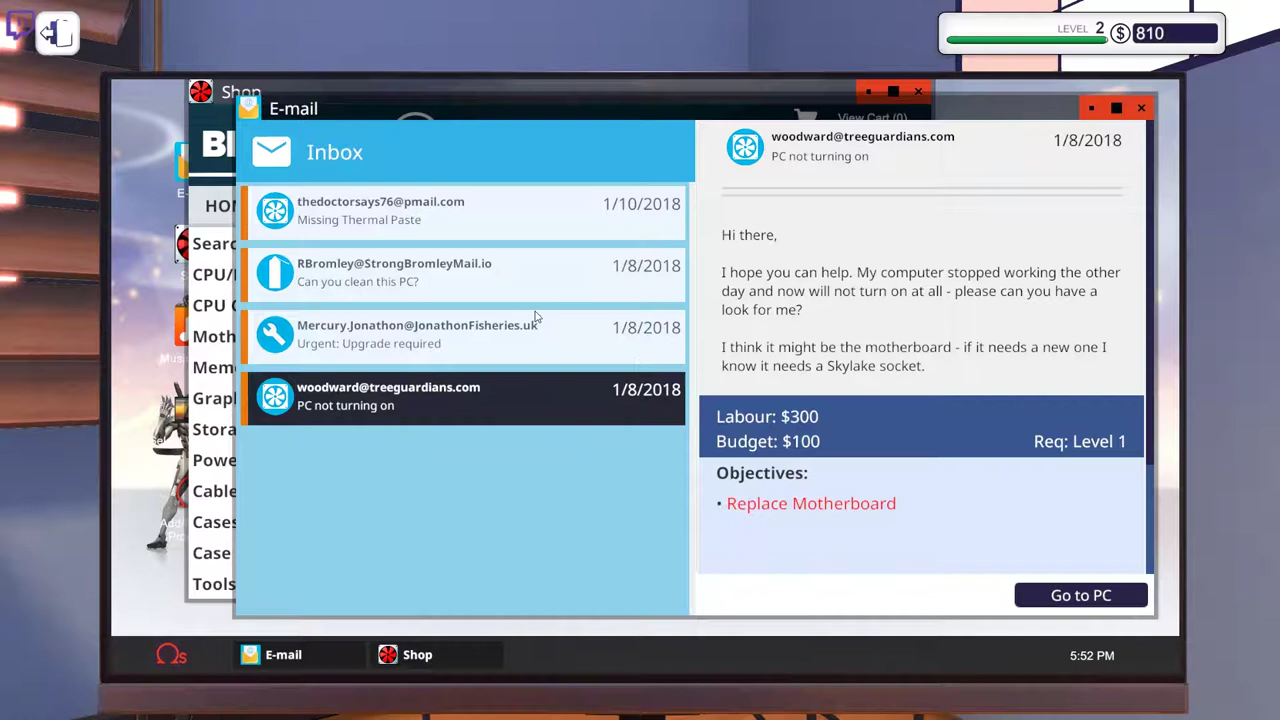 LEVEL 2
$ 810
Shop
E-mail
View Cart (0)
Inbox
thedoctorsays76@pmail.com
1/10/2018
Missing Thermal Paste
RBromley@StrongBromleyMail.io
1/8/2018
Can you clean this PC?
Mercury.Jonathon@JonathonFisheries.uk
1/8/2018
Urgent: Upgrade required
woodward@treeguardians.com
1/8/2018
PC not turning on
woodward@treeguardians.com
1/8/2018
PC not turning on
Hi there,
I hope you can help. My computer stopped working the other
day and now will not turn on at all - please can you have a
look for me?
I think it might be the motherboard - if it needs a new one I
know it needs a Skylake socket.
Labour: $300
Budget: $100
Req: Level 1
Objectives:
• Replace Motherboard
Go to PC
Sear
CPU/
CPU C
Moth
Mem
Grap
Stora
Powe
Cable
Cases
Case
Tools
Ωs
E-mail
Shop
5:52 PM